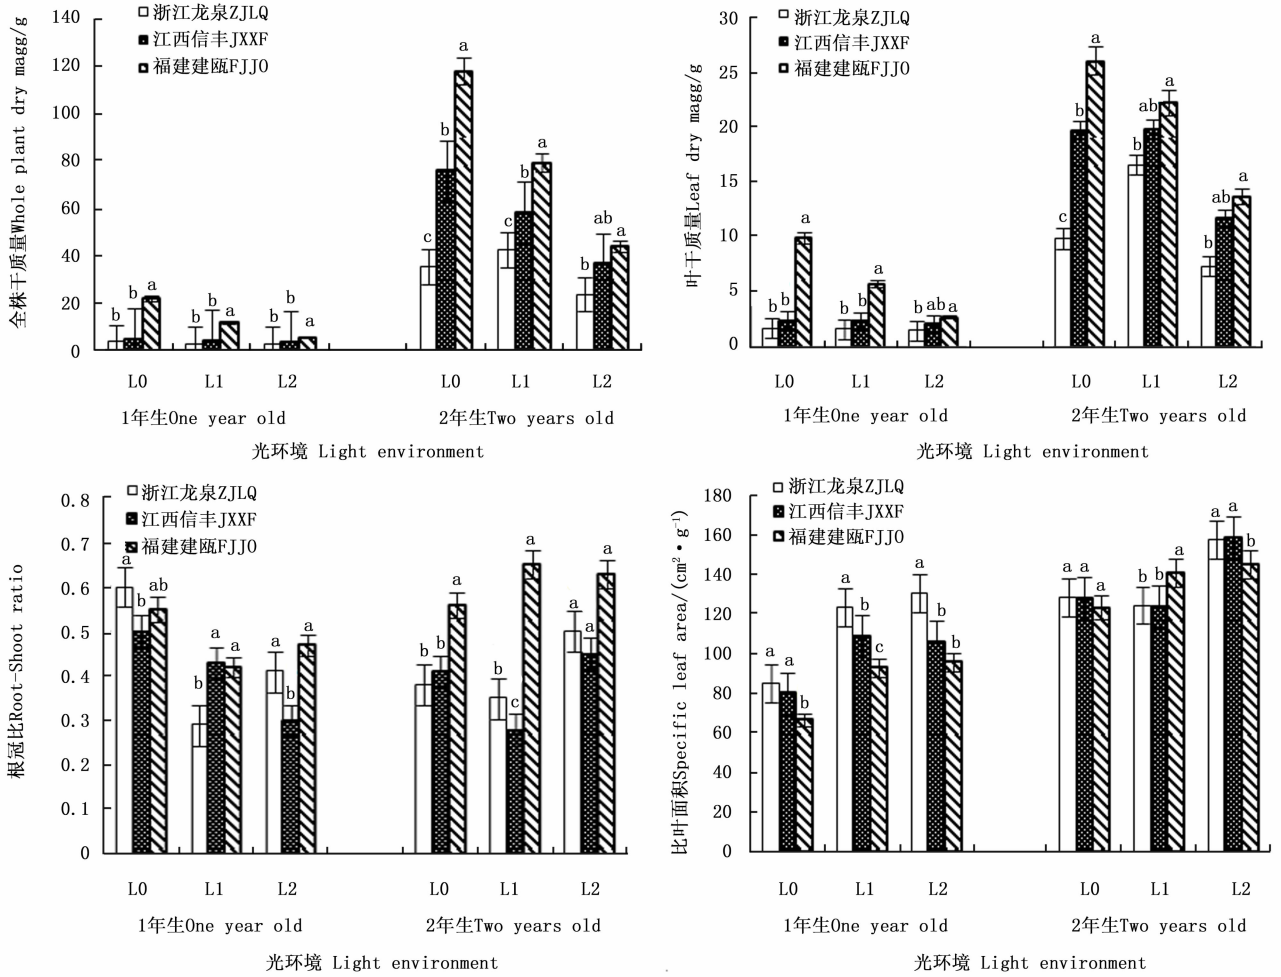 全株干质量Whole plant dry magg/g
140
120
100
80
60
40
20
0
浙江龙泉ZJLQ
江西信丰JXXF
福建建瓯FJJO
b
b
a
b
b
a
b
b
a
c
b
a
c
b
a
b
ab
a
L0
L1
L2
L0
L1
L2
1年生One year old
2年生Two years old
光环境 Light environment
叶干质量Leaf dry magg/g
30
25
20
15
10
5
0
浙江龙泉ZJLQ
江西信丰JXXF
福建建瓯FJJO
b
b
a
b
b
a
b
ab
a
c
b
a
b
ab
a
b
ab
a
L0
L1
L2
L0
L1
L2
1年生One year old
2年生Two years old
光环境 Light environment
根冠比Root-Shoot ratio
0.8
0.7
0.6
0.5
0.4
0.3
0.2
0.1
0
浙江龙泉ZJLQ
江西信丰JXXF
福建建瓯FJJO
a
b
ab
b
a
a
a
b
a
b
b
a
b
c
a
a
a
a
L0
L1
L2
L0
L1
L2
1年生One year old
2年生Two years old
光环境 Light environment
比叶面积Specific leaf area/(cm²·g⁻¹)
180
160
140
120
100
80
60
40
20
0
浙江龙泉ZJLQ
江西信丰JXXF
福建建瓯FJJO
a
a
b
a
b
c
a
b
b
a
a
a
b
b
a
a
a
b
L0
L1
L2
L0
L1
L2
1年生One year old
2年生Two years old
光环境 Light environment